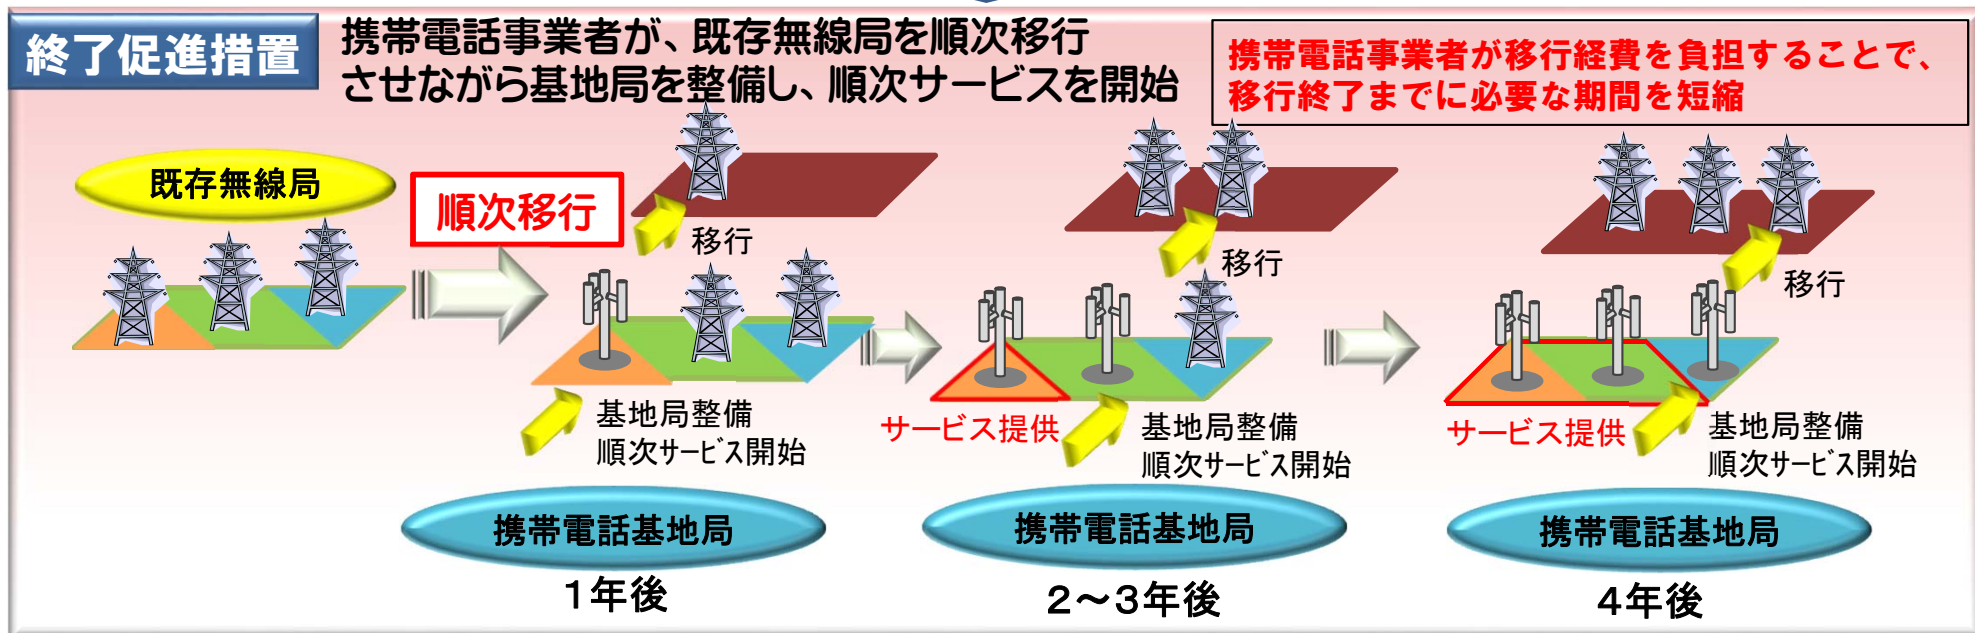 終了促進措置
携帯電話事業者が、既存無線局を順次移行
させながら基地局を整備し、順次サービスを開始
携帯電話事業者が移行経費を負担することで、
移行終了までに必要な期間を短縮
既存無線局
順次移行
移行
基地局整備
順次サービス開始
携帯電話基地局
1年後
移行
サービス提供
基地局整備
順次サービス開始
携帯電話基地局
2～3年後
移行
サービス提供
基地局整備
順次サービス開始
携帯電話基地局
4年後